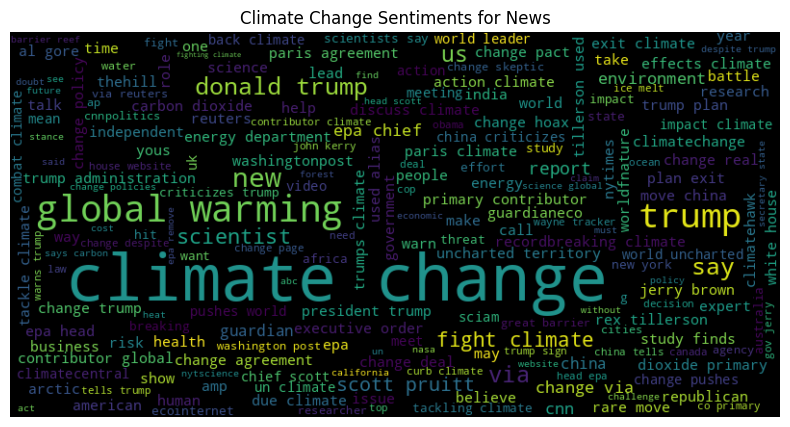 Climate Change Sentiments for News
barrier reef
fight
back climate
scientists say
world leader
year
fighting climate
despite trump
al gore
time
one
paris agreement
us
change pact
exit climate
doubt
see
water
thehill
role
science
lead
find
action
change skeptic
take
effects climate
future
via reuters
donald trump
meeting
india
action climate
environment
battle
ap
cnnpolitics
carbon dioxide
help
head scott
discuss climate
world
impact
ice melt
research
talk
reuters
contributor climate
obama
change hoax
tillerson used
trump plan
mean
independent
energy department
epa chief
china criticizes
state
stance
john kerry
paris climate
study
climatechange
impact climate
combat climate
change policy
yous
uk
washingtonpost
deal
people
effort
report
nytimes
ocean
change real
said
house website
used alias
cop
energy
science global
claim
plan exit
trump administration
new
video
government
primary contributor
worldfnature
move china
secretary state
change policies
criticizes trump
forest
economic
wayne tracker
must
white house
global warming
epa remove
trumps climate
make
guardianeco
trump
climatehawk
cost
hit
africa
call
recordbreaking climate
way
scientist
need
warn
threat
world uncharted
tackle climate
warns trump
says carbon
change despite
want
change page
uncharted territory
new york
policy
say
law
abc
climate change
jerry brown
g
decision
without
change trump
heat
pushes world
president trump
sciam
great barrier
rex tillerson
expert
australia
gov jerry
epa head
breaking
guardian
executive order
cities
business
risk
health
washington post
epa
meet
nasa
fight climate
study finds
un
may
trump sign
china tells
canada
agency
contributor global
change agreement
change deal
website
china
dioxide primary
climatecentral
show
nytscience
chief scott
california
curb climate
head epa
via
change pushes
arctic
tells trump
amp
un climate
scott pruitt
change via
republican
american
human
due climate
issue
believe
cnn
challenge
rare move
co primary
act
ecointernet
researcher
top
tackling climate